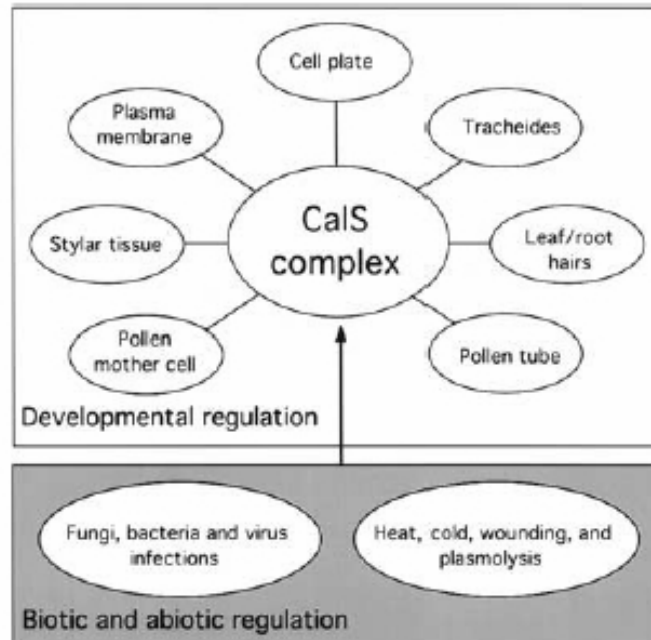 Cell plate
Plasma
membrane
Tracheides
CalS
complex
Stylar tissue
Leaf/root
hairs
Pollen
mother cell
Pollen tube
Developmental regulation
Fungi, bacteria and virus
infections
Heat, cold, wounding, and
plasmolysis
Biotic and abiotic regulation